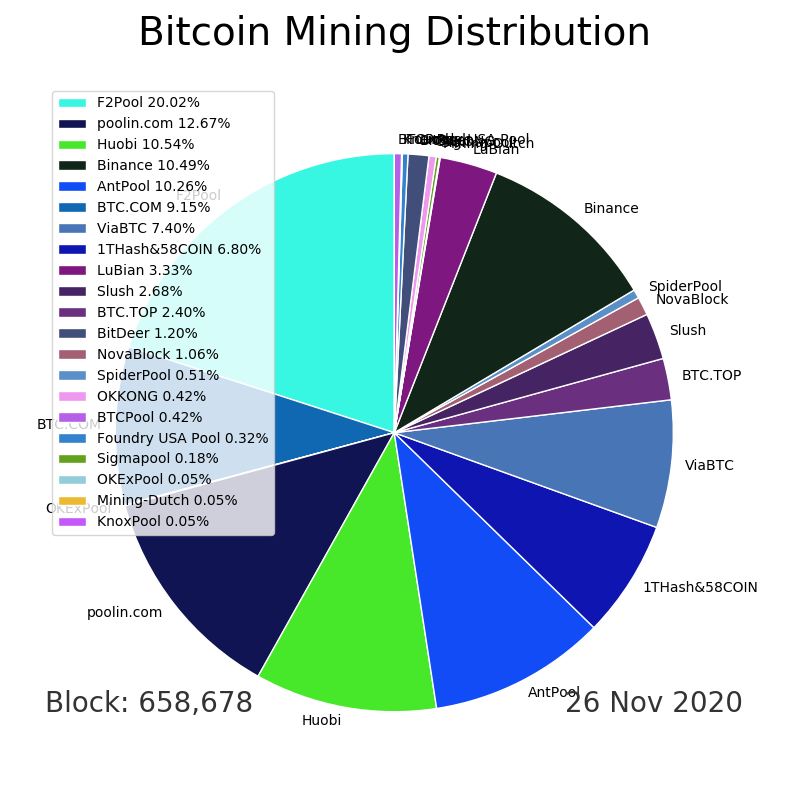 Bitcoin Mining Distribution
F2Pool 20.02%
poolin.com 12.67%
Huobi 10.54%
Binance 10.49%
AntPool 10.26%
BTC.COM 9.15%
ViaBTC 7.40%
1THash&58COIN 6.80%
LuBian 3.33%
Slush 2.68%
BTC.TOP 2.40%
BitDeer 1.20%
NovaBlock 1.06%
SpiderPool 0.51%
OKKONG 0.42%
BTCPool 0.42%
Foundry USA Pool 0.32%
Sigmapool 0.18%
OKExPool 0.05%
Mining-Dutch 0.05%
KnoxPool 0.05%
LuBian
F2Pool
Binance
SpiderPool
NovaBlock
Slush
BTC.TOP
BTC.COM
ViaBTC
OKExPool
1THash&58COIN
poolin.com
AntPool
Huobi
Block: 658,678
26 Nov 2020